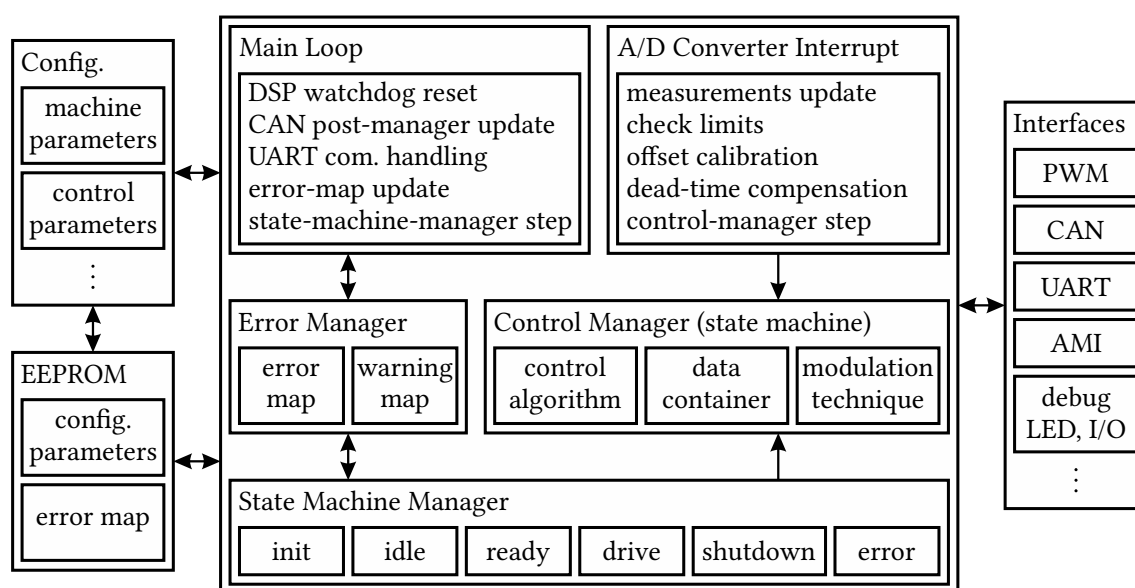 Config.
machine
parameters
control
parameters
⋮
EEPROM
config.
parameters
error map
Main Loop
DSP watchdog reset
CAN post-manager update
UART com. handling
error-map update
state-machine-manager step
A/D Converter Interrupt
measurements update
check limits
offset calibration
dead-time compensation
control-manager step
Error Manager
error
map
warning
map
Control Manager (state machine)
control
algorithm
data
container
modulation
technique
State Machine Manager
init
idle
ready
drive
shutdown
error
Interfaces
PWM
CAN
UART
AMI
debug
LED, I/O
⋮